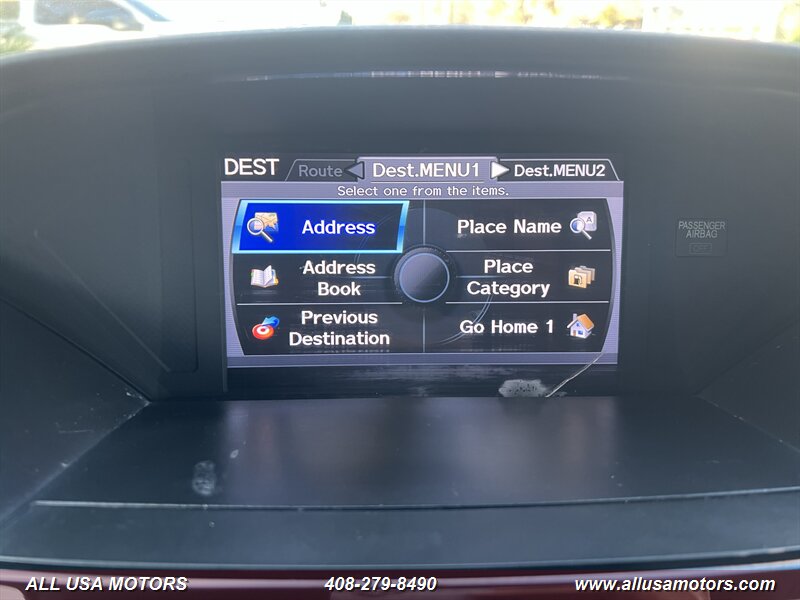 DEST Route Dest.MENU1 Dest.MENU2
Select one from the items.
Address
Place Name
Address
Book
Place
Category
Previous
Destination
Go Home 1
PASSENGER
AIRBAG
OFF
ALL USA MOTORS 408-279-8490 www.allusamotors.com